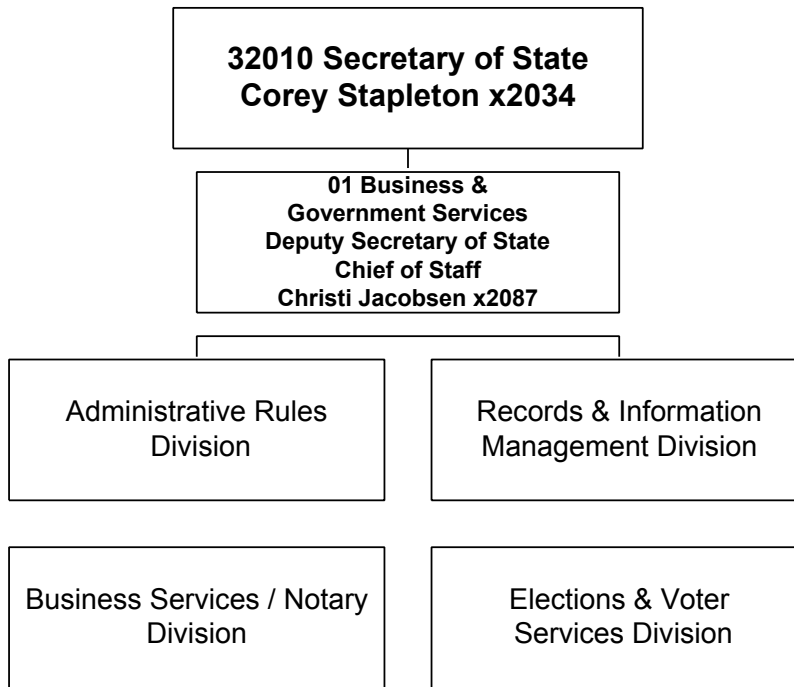 32010 Secretary of State
Corey Stapleton x2034
01 Business &
Government Services
Deputy Secretary of State
Chief of Staff
Christi Jacobsen x2087
Administrative Rules
Division
Records & Information
Management Division
Business Services / Notary
Division
Elections & Voter
Services Division